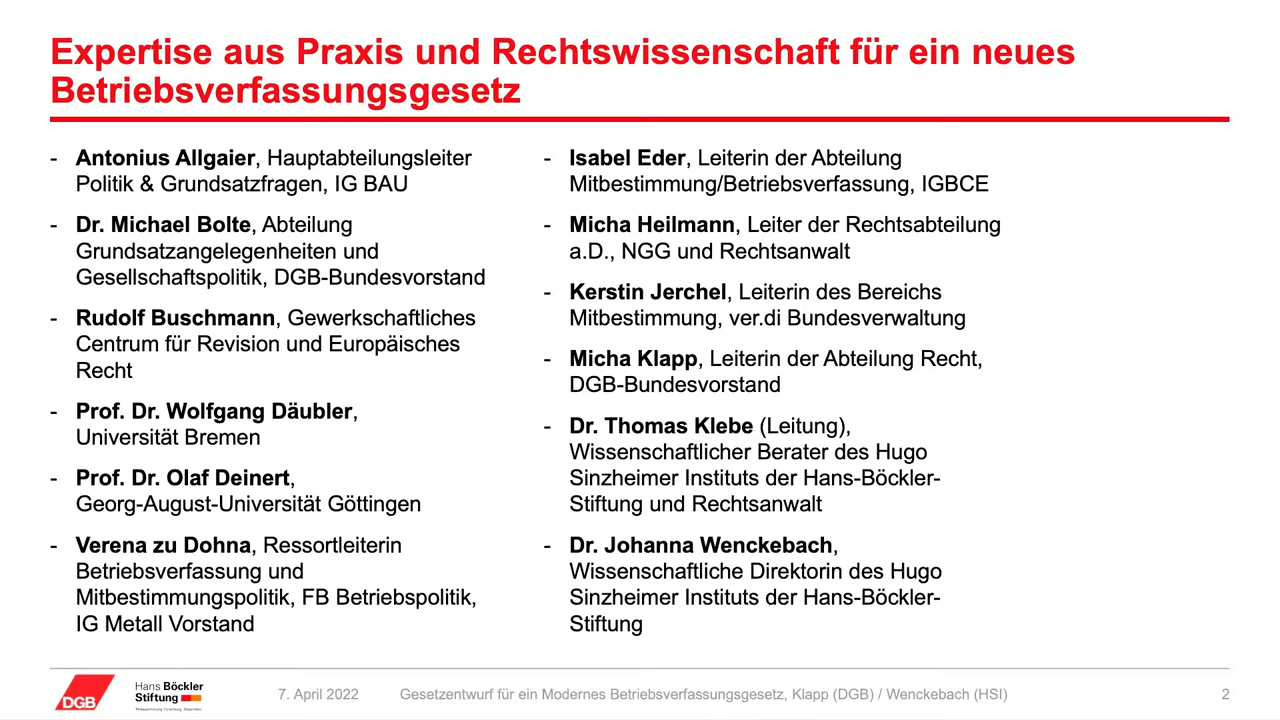 Expertise aus Praxis und Rechtswissenschaft für ein neues
Betriebsverfassungsgesetz
- Antonius Allgaier, Hauptabteilungsleiter
Politik & Grundsatzfragen, IG BAU
- Dr. Michael Bolte, Abteilung
Grundsatzangelegenheiten und
Gesellschaftspolitik, DGB-Bundesvorstand
- Rudolf Buschmann, Gewerkschaftliches
Centrum für Revision und Europäisches
Recht
- Prof. Dr. Wolfgang Däubler,
Universität Bremen
- Prof. Dr. Olaf Deinert,
Georg-August-Universität Göttingen
- Verena zu Dohna, Ressortleiterin
Betriebsverfassung und
Mitbestimmungspolitik, FB Betriebspolitik,
IG Metall Vorstand
- Isabel Eder, Leiterin der Abteilung
Mitbestimmung/Betriebsverfassung, IGBCE
- Micha Heilmann, Leiter der Rechtsabteilung
a.D., NGG und Rechtsanwalt
- Kerstin Jerchel, Leiterin des Bereichs
Mitbestimmung, ver.di Bundesverwaltung
- Micha Klapp, Leiterin der Abteilung Recht,
DGB-Bundesvorstand
- Dr. Thomas Klebe (Leitung),
Wissenschaftlicher Berater des Hugo
Sinzheimer Instituts der Hans-Böckler-
Stiftung und Rechtsanwalt
- Dr. Johanna Wenckebach,
Wissenschaftliche Direktorin des Hugo
Sinzheimer Instituts der Hans-Böckler-
Stiftung
DGB
Hans Böckler
Stiftung
Mitbestimmung. Forschung. Stipendien.
7. April 2022
Gesetzentwurf für ein Modernes Betriebsverfassungsgesetz, Klapp (DGB) / Wenckebach (HSI)
2